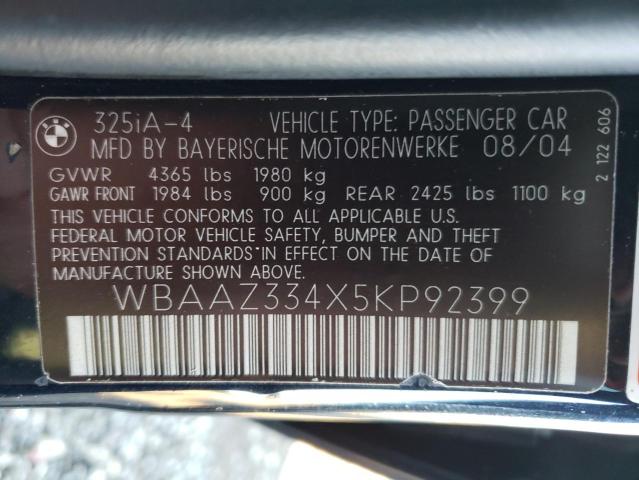 BMW
325iA-4 VEHICLE TYPE: PASSENGER CAR
MFD BY BAYERISCHE MOTORENWERKE 08/04
GVWR 4365 lbs 1980 kg
GAWR FRONT 1984 lbs 900 kg REAR 2425 lbs 1100 kg
THIS VEHICLE CONFORMS TO ALL APPLICABLE U.S.
FEDERAL MOTOR VEHICLE SAFETY, BUMPER AND THEFT
PREVENTION STANDARDS IN EFFECT ON THE DATE OF
MANUFACTURE SHOWN ABOVE.
WBAAZ334X5KP92399
2 122 606